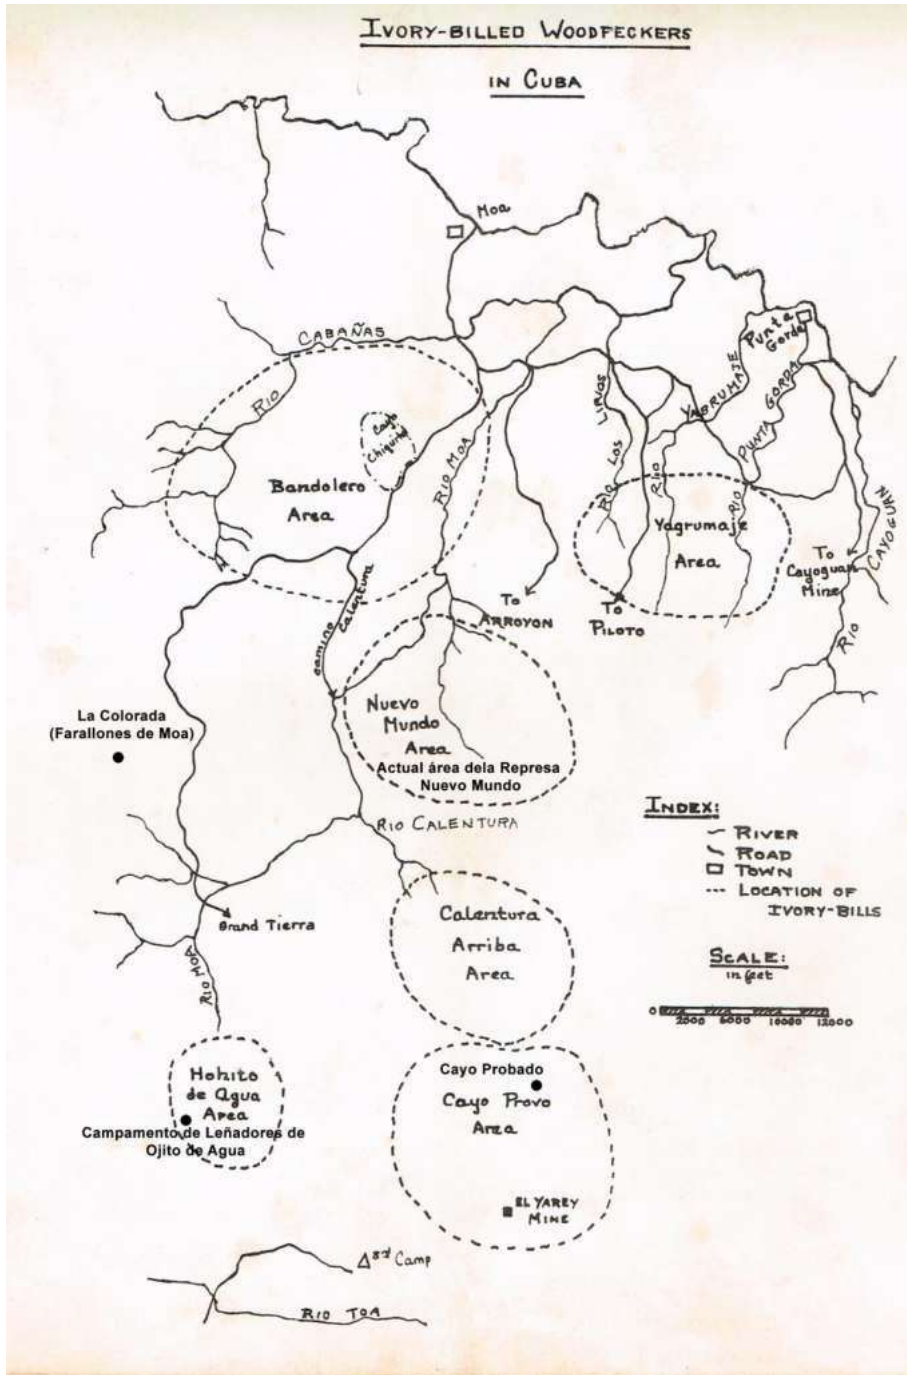 IVORY-BILLED WOODPECKERS
IN CUBA
Moa
Punta
Gorda
CABAÑAS
RIO
Cayo
Chiquito
RIO MOA
Bandolero
Area
RIO LOS LIRIOS
RIO YAGRUMAJE
RIO PUNTA GORDA
Yagrumaje
Area
To
Cayoguan
Mine
RIO CAYOGUAN
To
ARROYON
To
PILOTO
Camino Calentura
La Colorada
(Farallones de Moa)
Nuevo
Mundo
Area
Actual área dela Represa
Nuevo Mundo
RIO CALENTURA
INDEX:
RIVER
ROAD
TOWN
LOCATION OF
IVORY-BILLS
Calentura
Arriba
Area
Grand Tierra
RIO MOA
SCALE:
in feet
0 2000 6000 10000 12000
Hohito
de Agua
Area
Campamento de Leñadores de
Ojito de Agua
Cayo Probado
Cayo Provo
Area
EL YAREY
MINE
3rd Camp
RIO TOA